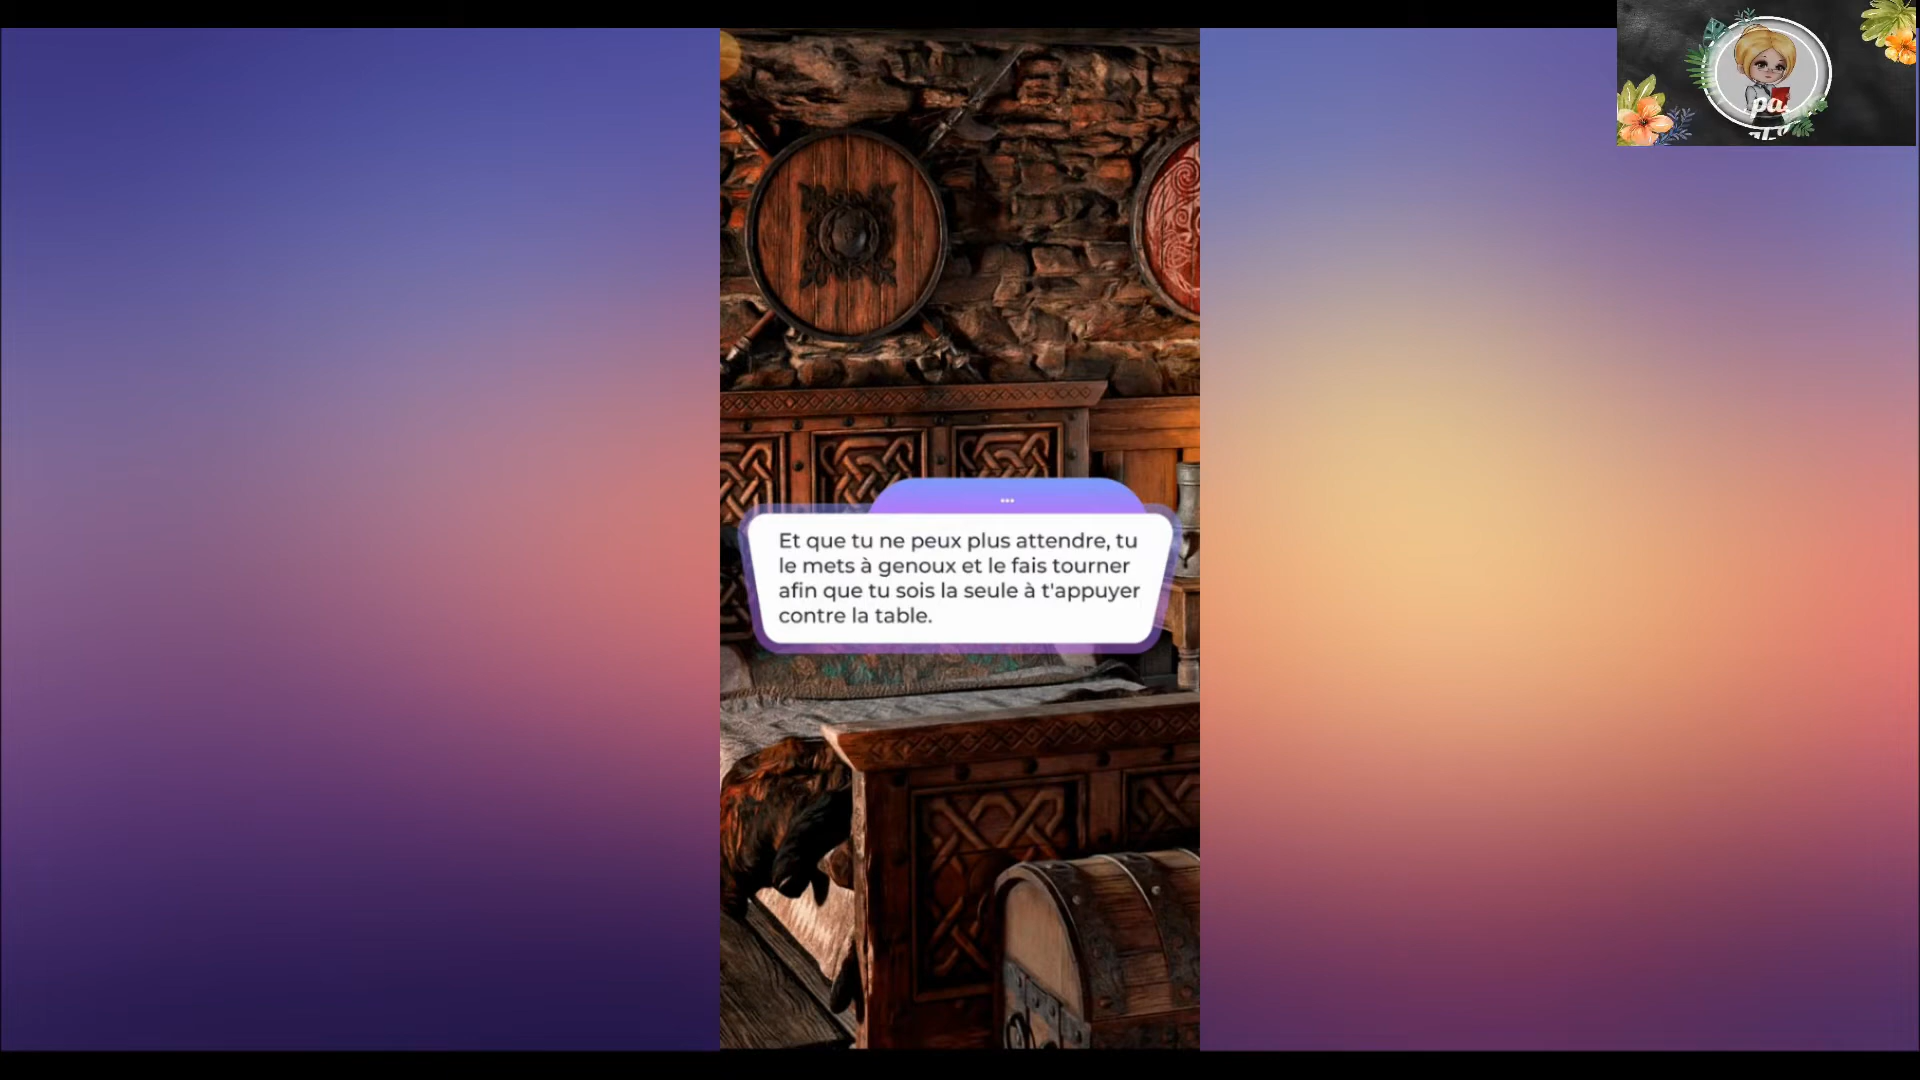 ...
Et que tu ne peux plus attendre, tu
le mets à genoux et le fais tourner
afin que tu sois la seule à t'appuyer
contre la table.
pa